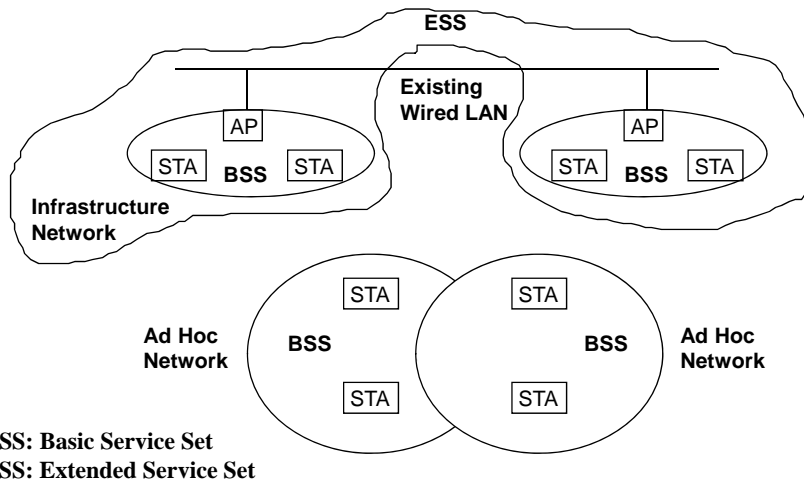 ESS
Existing
Wired LAN
AP
STA
BSS
STA
AP
STA
BSS
STA
Infrastructure
Network
STA
STA
Ad Hoc
Network
BSS
BSS
Ad Hoc
Network
STA
STA
SS: Basic Service Set
SS: Extended Service Set